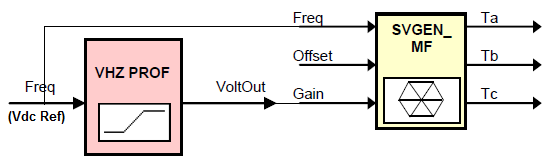 Freq
(Vdc Ref)
VHZ PROF
VoltOut
Freq
Offset
Gain
SVGEN_
MF
Ta
Tb
Tc